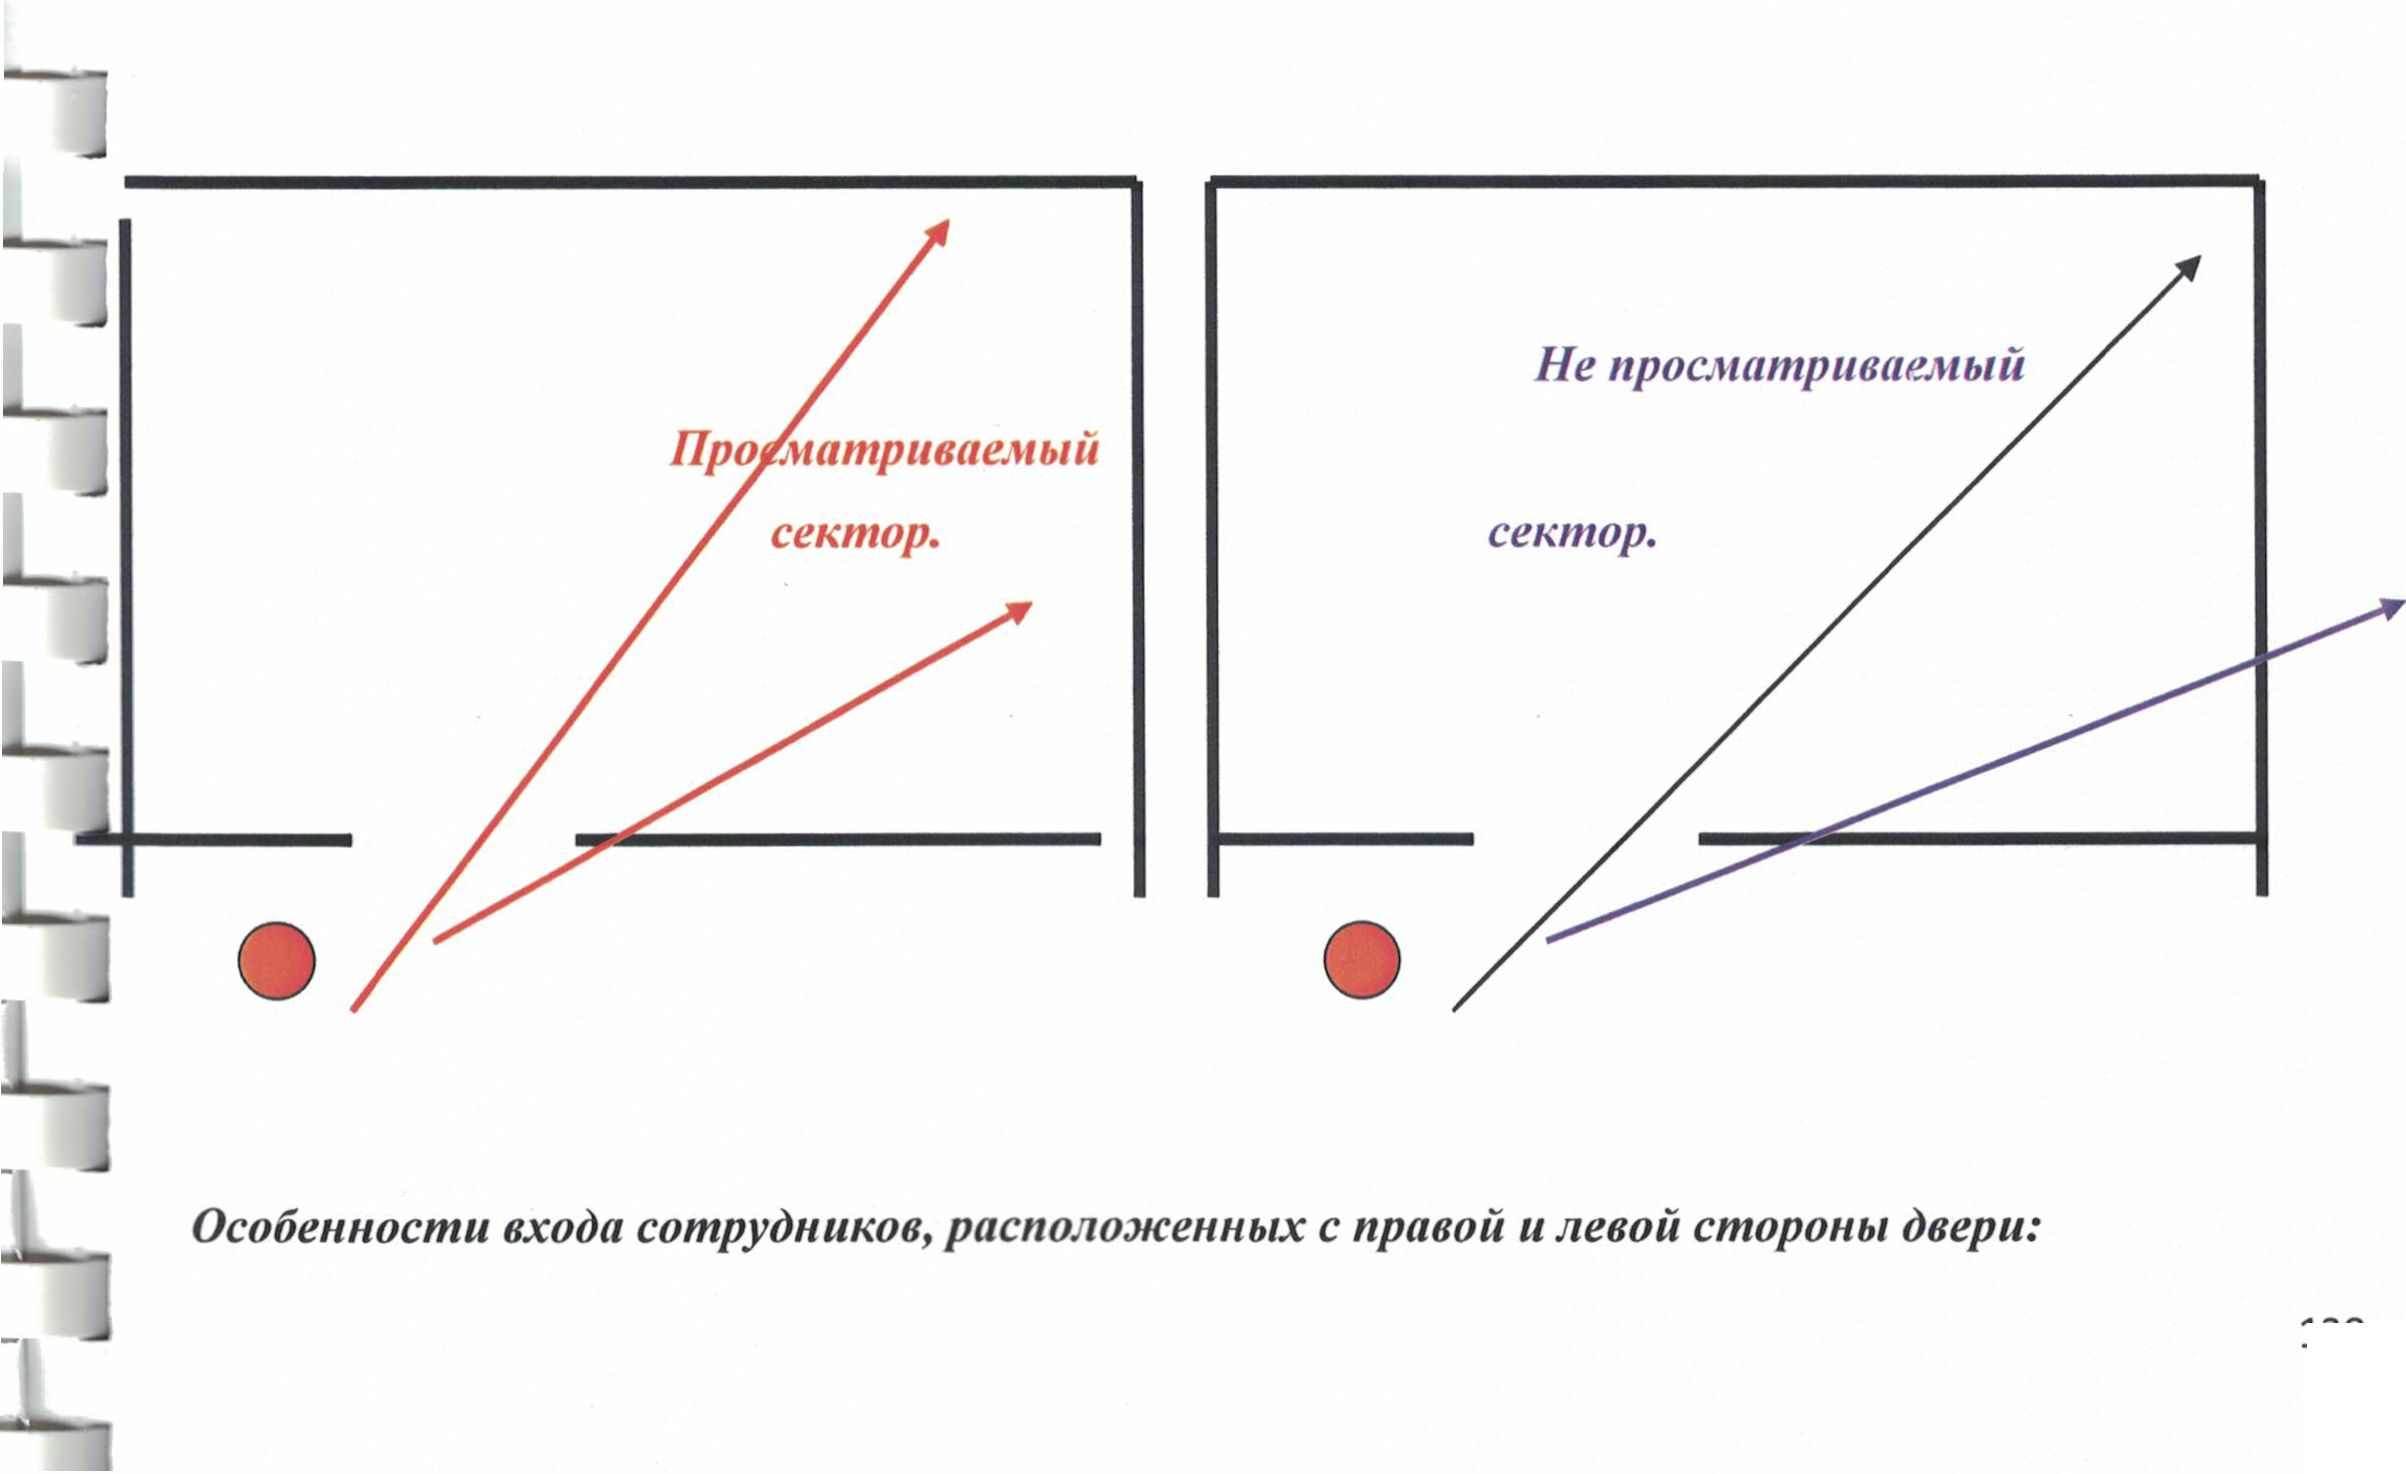 Не просматриваемый
Просматриваемый
сектор.
сектор.
Особенности входа сотрудников, расположенных с правой и левой стороны двери: